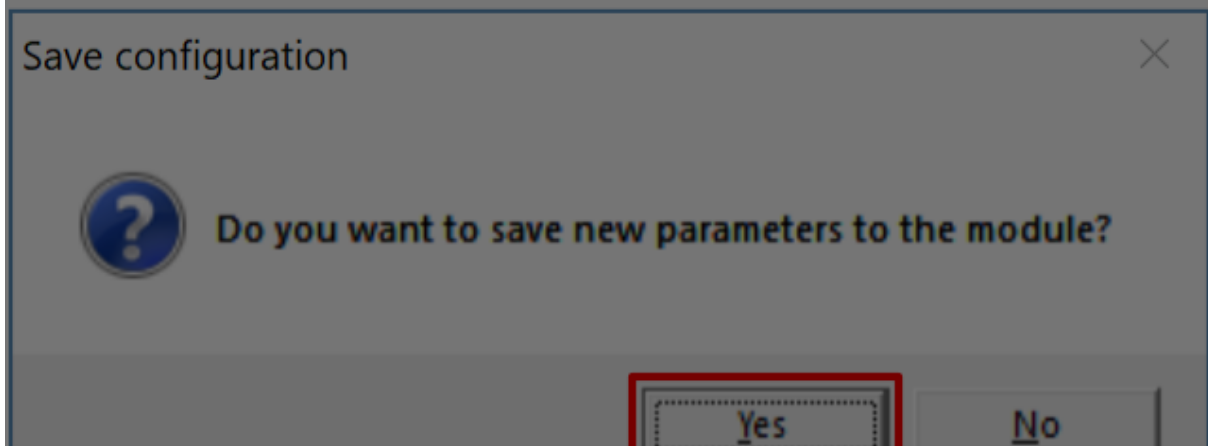 Save configuration
Do you want to save new parameters to the module?
Yes
No